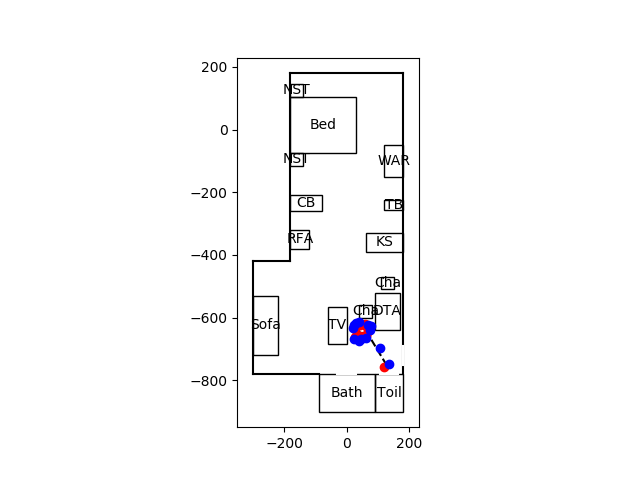 200
0
−200
−400
−600
−800
−200
0
200
NST
Bed
NST
WAR
CB
TB
RFA
KS
Cha
Cha
DTA
Sofa
TV
Bath
Toil